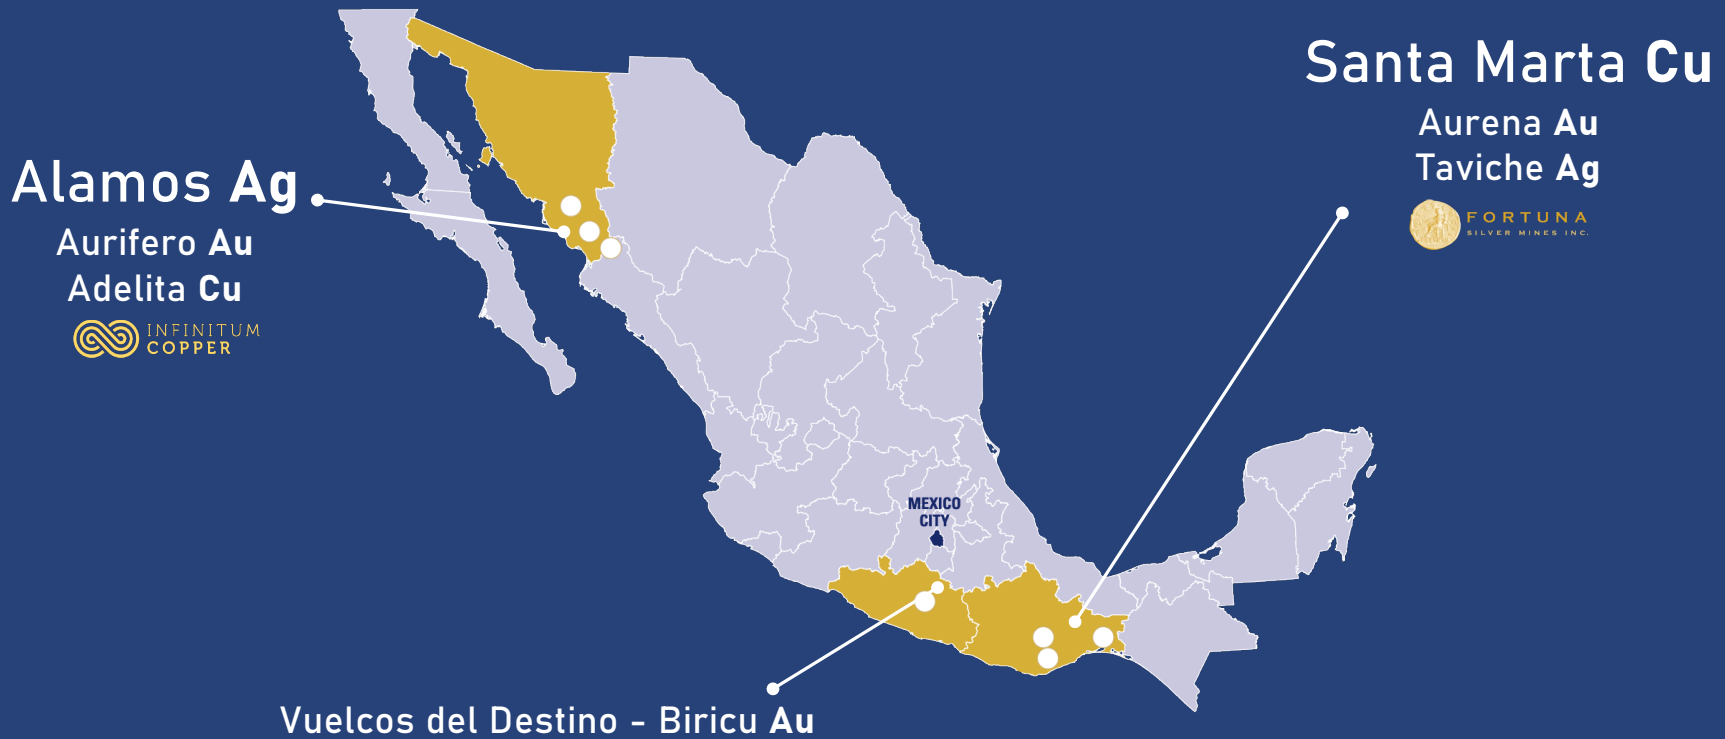 Santa Marta Cu
Aurena Au
Taviche Ag
FORTUNA
SILVER MINES INC.
Alamos Ag
Aurifero Au
Adelita Cu
INFINITUM
COPPER
MEXICO
CITY
Vuelcos del Destino - Biricu Au